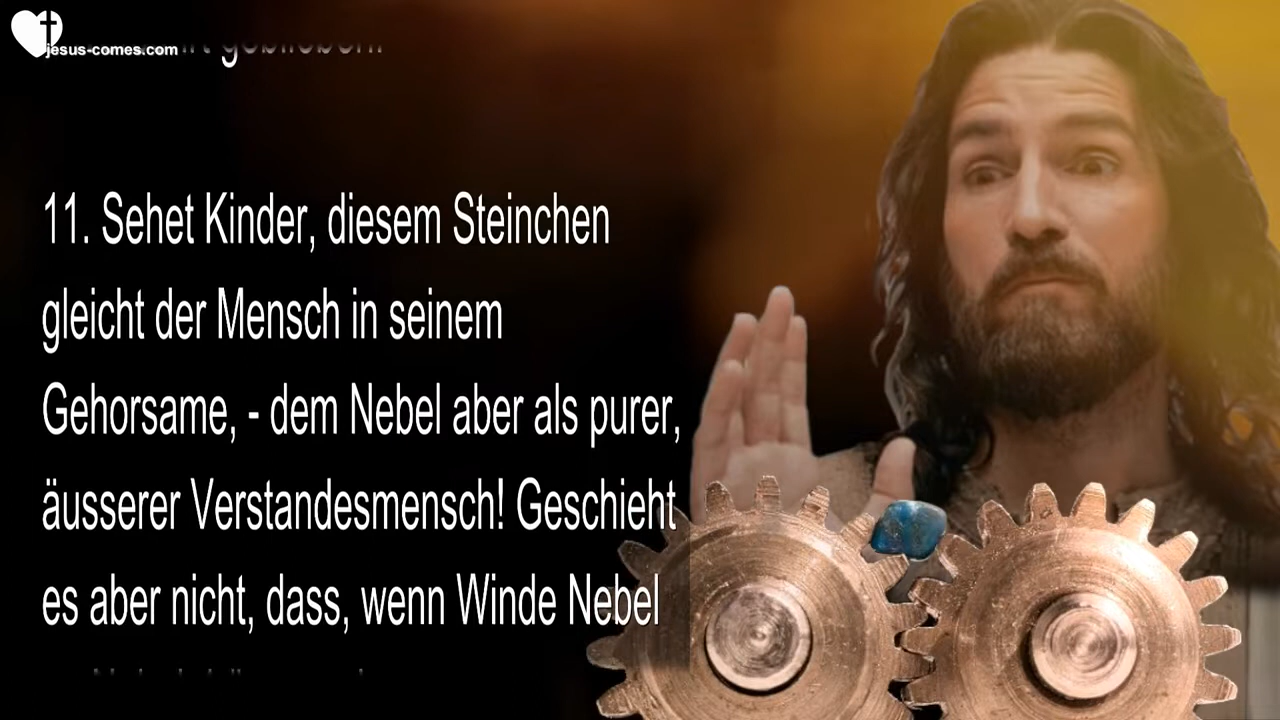 jesus-comes.com
11. Sehet Kinder, diesem Steinchen
gleicht der Mensch in seinem
Gehorsame, - dem Nebel aber als purer,
äusserer Verstandesmensch! Geschieht
es aber nicht, dass, wenn Winde Nebel